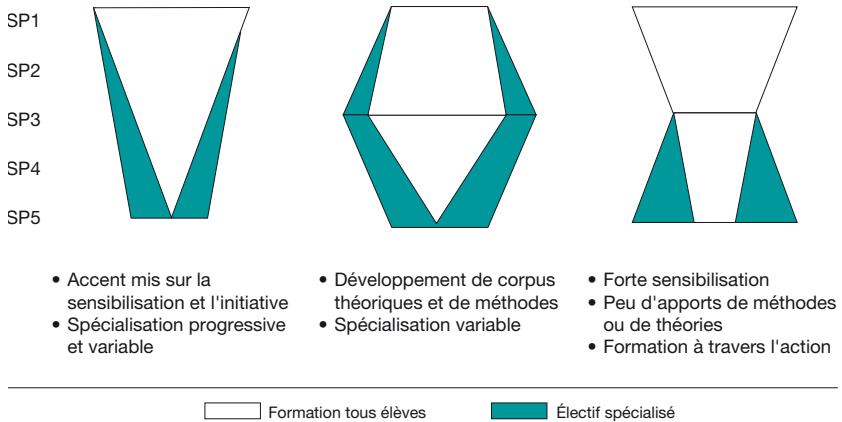 SP1
SP2
SP3
SP4
SP5
• Accent mis sur la
sensibilisation et l'initiative
• Spécialisation progressive
et variable
• Développement de corpus
théoriques et de méthodes
• Spécialisation variable
• Forte sensibilisation
• Peu d'apports de méthodes
ou de théories
• Formation à travers l'action
Formation tous élèves
Électif spécialisé